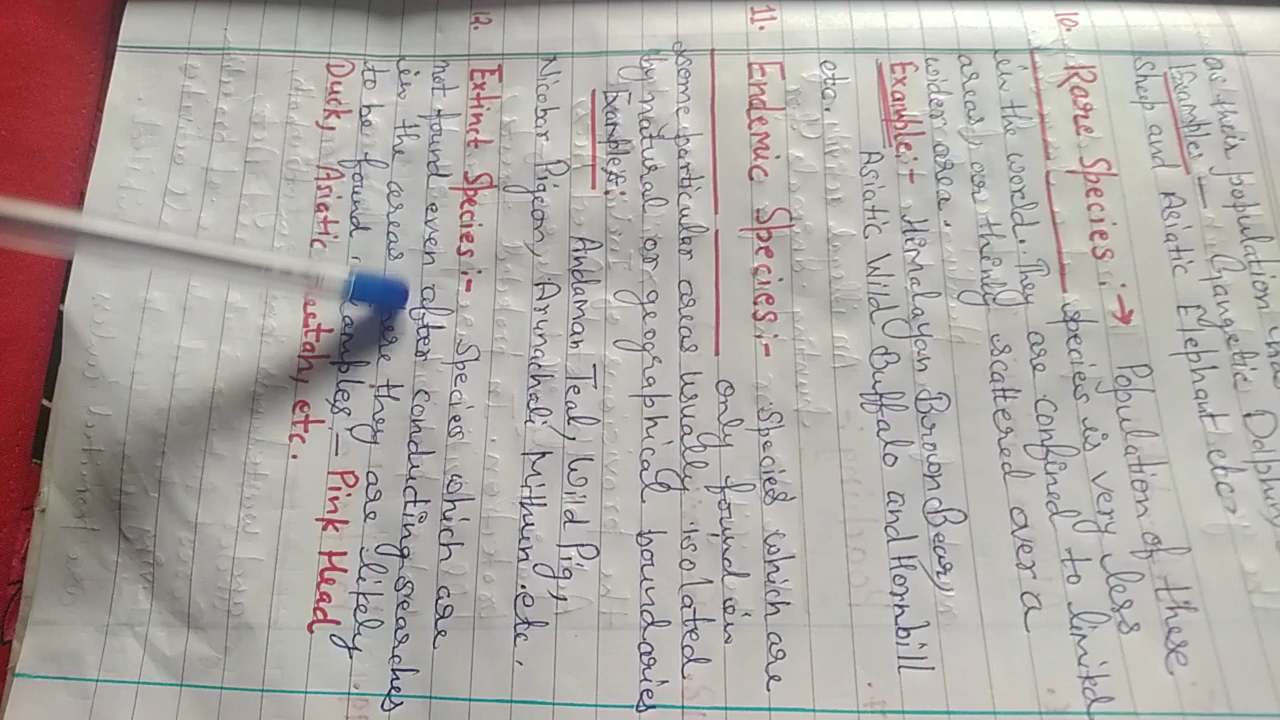 as their population has
Examples — Gangetic Dolphin,
Sheep and Asiatic Elephant etc.
10. Rare Species :→ Population of these
species is very less
in the world. They are confined to limited
areas, or thinly scattered over a
wider area.
Example:- Himalayan Brown Bear,
Asiatic Wild Buffalo and Hornbill
etc.
11. Endemic Species:- Species which are
only found in
some particular areas usually isolated
by natural or geographical boundaries
Examples:
Andaman Teal, Wild Pig,
Nicobar Pigeon, Arunachali Mithun etc.
12. Extinct Species:- Species which are
not found even after conducting searches
in the areas they are likely
to be found. – Pink Head
Duck, Asiatic etc.